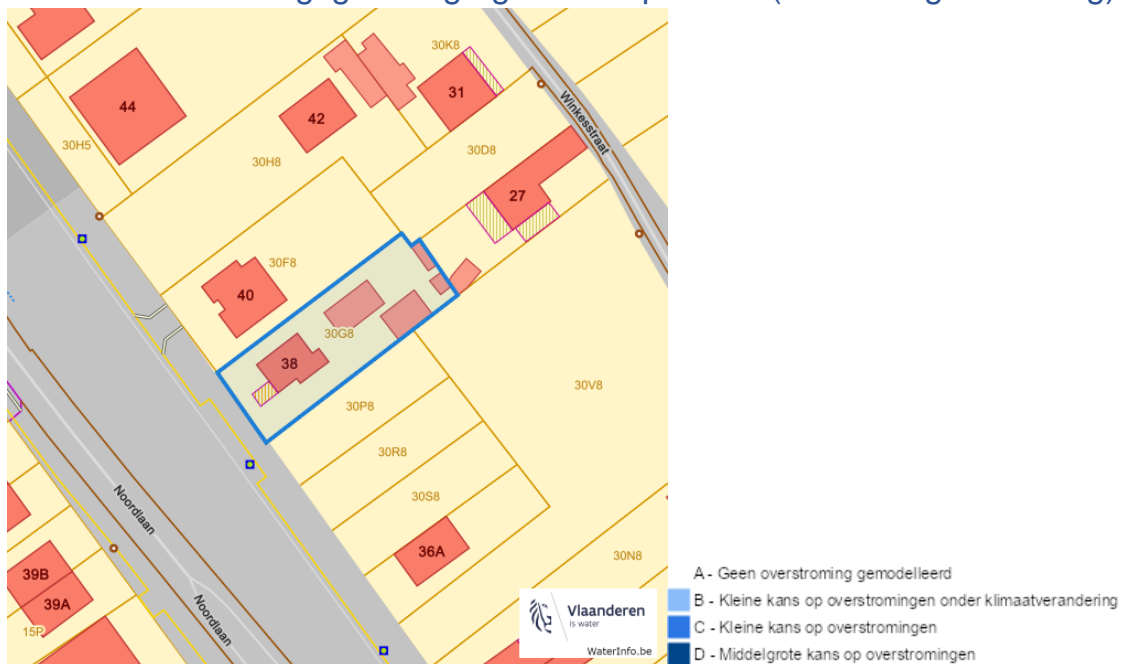 30K8
44
42
31
Winkesstraat
30H5
30H8
30D8
27
30F8
40
30G8
38
30V8
30P8
30R8
30S8
Noordlaan
36A
30N8
39B
39A
15P
Noordlaan
Vlaanderen
is water
WaterInfo.be
A - Geen overstroming gemodelleerd
B - Kleine kans op overstromingen onder klimaatverandering
C - Kleine kans op overstromingen
D - Middelgrote kans op overstromingen